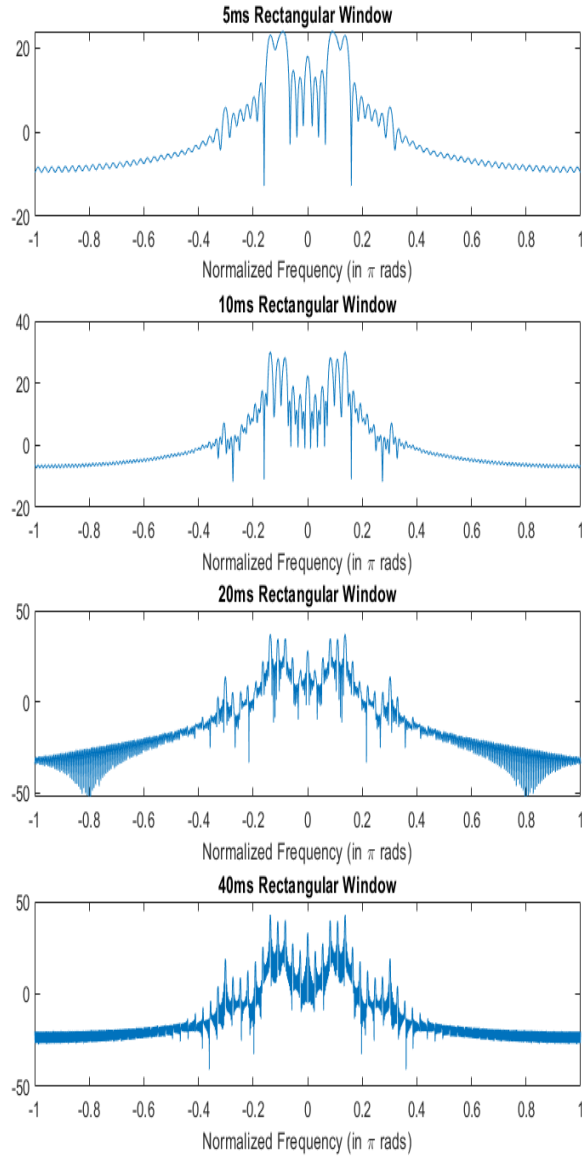 5ms Rectangular Window
20
0
-20
-1 -0.8 -0.6 -0.4 -0.2 0 0.2 0.4 0.6 0.8 1
Normalized Frequency (in π rads)
10ms Rectangular Window
40
20
0
-20
-1 -0.8 -0.6 -0.4 -0.2 0 0.2 0.4 0.6 0.8 1
Normalized Frequency (in π rads)
20ms Rectangular Window
50
0
-50
-1 -0.8 -0.6 -0.4 -0.2 0 0.2 0.4 0.6 0.8 1
Normalized Frequency (in π rads)
40ms Rectangular Window
50
0
-50
-1 -0.8 -0.6 -0.4 -0.2 0 0.2 0.4 0.6 0.8 1
Normalized Frequency (in π rads)